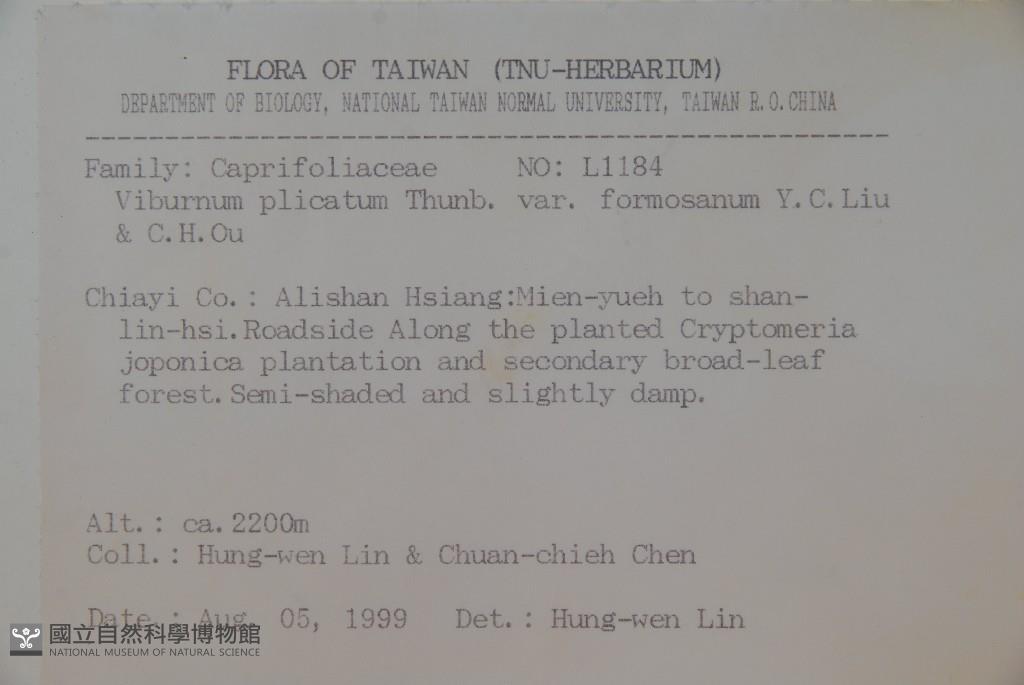 FLORA OF TAIWAN (TNU-HERBARIUM)
DEPARTMENT OF BIOLOGY, NATIONAL TAIWAN NORMAL UNIVERSITY, TAIWAN R.O.CHINA
Family: Caprifoliaceae NO: L1184
Viburnum plicatum Thunb. var. formosanum Y.C.Liu
& C.H.Ou
Chiayi Co.: Alishan Hsiang:Mien-yueh to shan-
lin-hsi.Roadside Along the planted Cryptomeria
joponica plantation and secondary broad-leaf
forest.Semi-shaded and slightly damp.
Alt.: ca.2200m
Coll.: Hung-wen Lin & Chuan-chieh Chen
Date.: Aug. 05, 1999 Det.: Hung-wen Lin
國立自然科學博物館
NATIONAL MUSEUM OF NATURAL SCIENCE